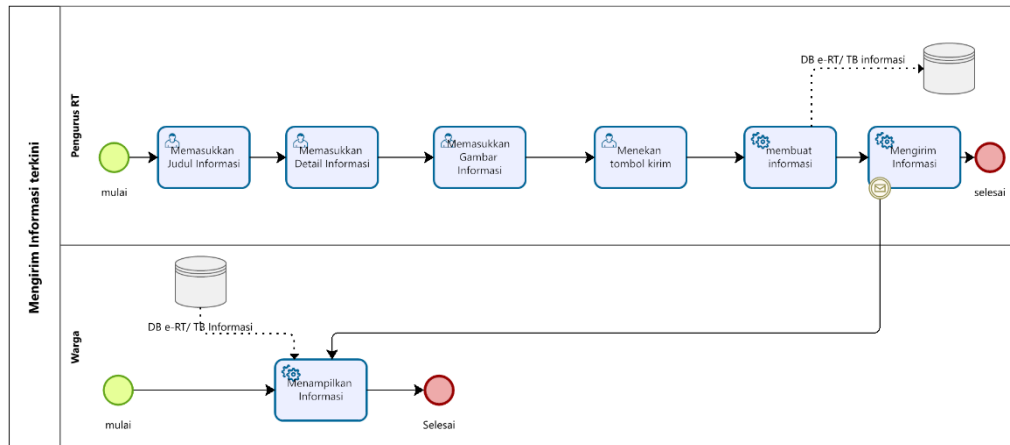 Mengirim Informasi terkini
Pengurus RT
mulai
Memasukkan
Judul Informasi
Memasukkan
Detail Informasi
Memasukkan
Gambar
Informasi
Menekan
tombol kirim
membuat
informasi
DB e-RT/ TB informasi
Mengirim
Informasi
selesai
Warga
DB e-RT/ TB Informasi
mulai
Menampilkan
Informasi
Selesai